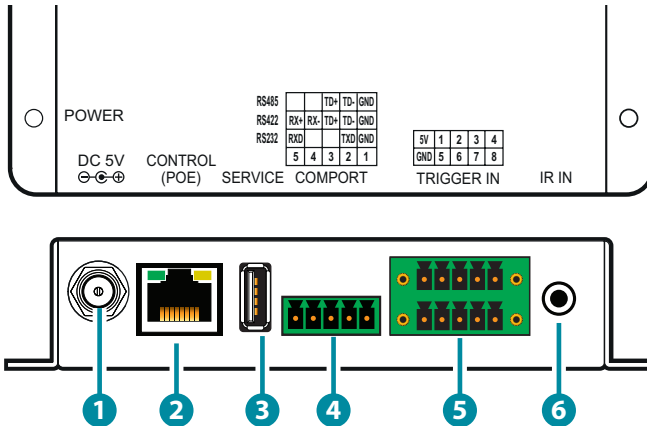 RS485 TD+ TD- GND
RS422 RX+ RX- TD+ TD- GND
RS232 RXD TXD GND
5 4 3 2 1
POWER
5V 1 2 3 4
GND 5 6 7 8
DC 5V CONTROL (POE) SERVICE COMPORT TRIGGER IN IR IN
1 2 3 4 5 6